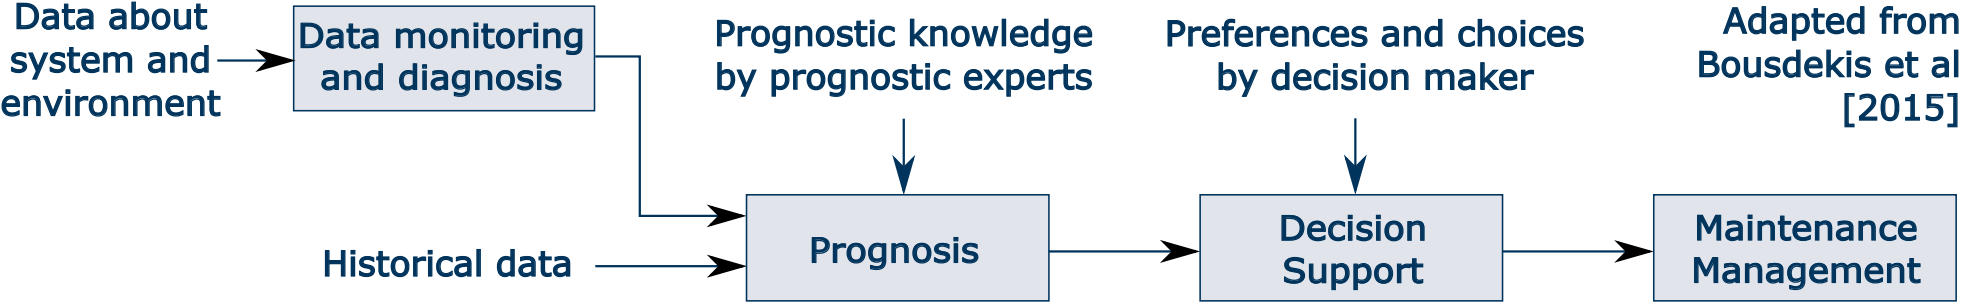 Data about
system and
environment
Data monitoring
and diagnosis
Prognostic knowledge
by prognostic experts
Preferences and choices
by decision maker
Adapted from
Bousdekis et al
[2015]
Historical data
Prognosis
Decision
Support
Maintenance
Management